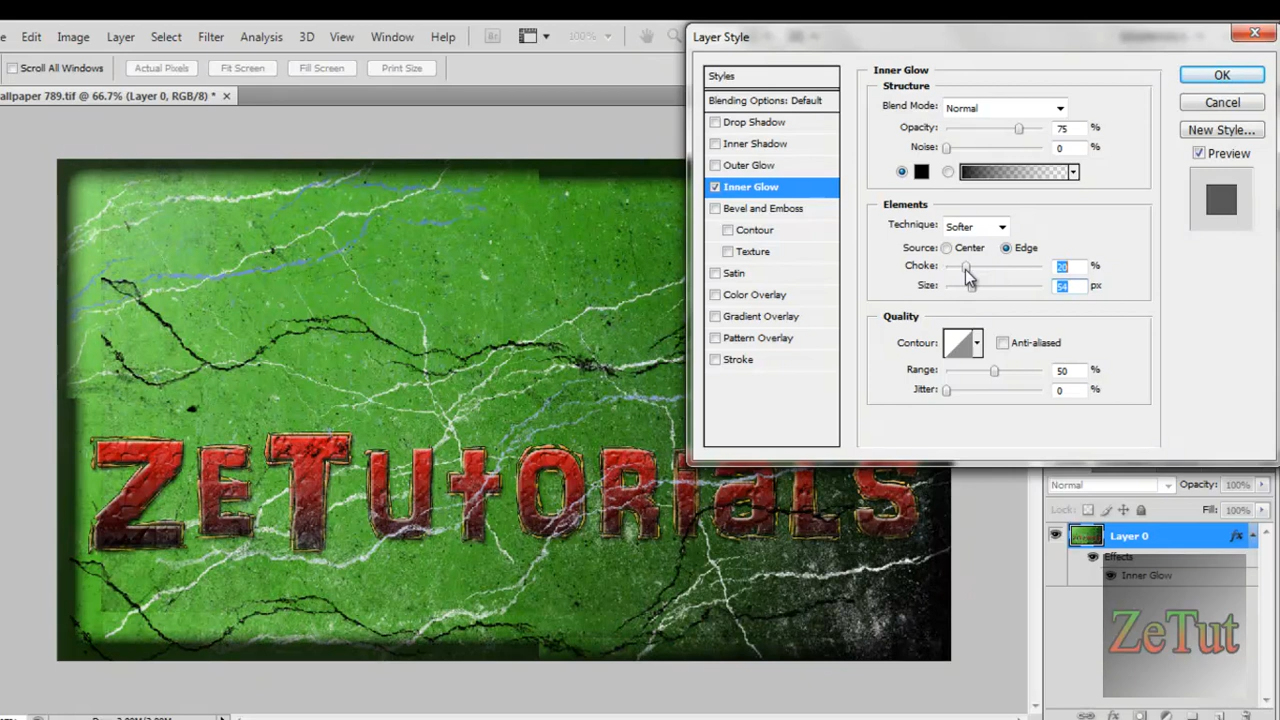 Edit Image Layer Select Filter Analysis 3D View Window Help Br 100%
Scroll All Windows Actual Pixels Fit Screen Fill Screen Print Size
allpaper 789.tif @ 66.7% (Layer 0, RGB/8) * ×
ZeTutorials
Layer Style
Styles
Blending Options: Default
Drop Shadow
Inner Shadow
Outer Glow
Inner Glow
Bevel and Emboss
Contour
Texture
Satin
Color Overlay
Gradient Overlay
Pattern Overlay
Stroke
Inner Glow
Structure
Blend Mode: Normal
Opacity: 75 %
Noise: 0 %
Elements
Technique: Softer
Source: Center Edge
Choke: 20 %
Size: 54 px
Quality
Contour: Anti-aliased
Range: 50 %
Jitter: 0 %
OK
Cancel
New Style...
Preview
Normal Opacity: 100%
Lock: Fill: 100%
Layer 0 fx
Effects
Inner Glow
ZeTut